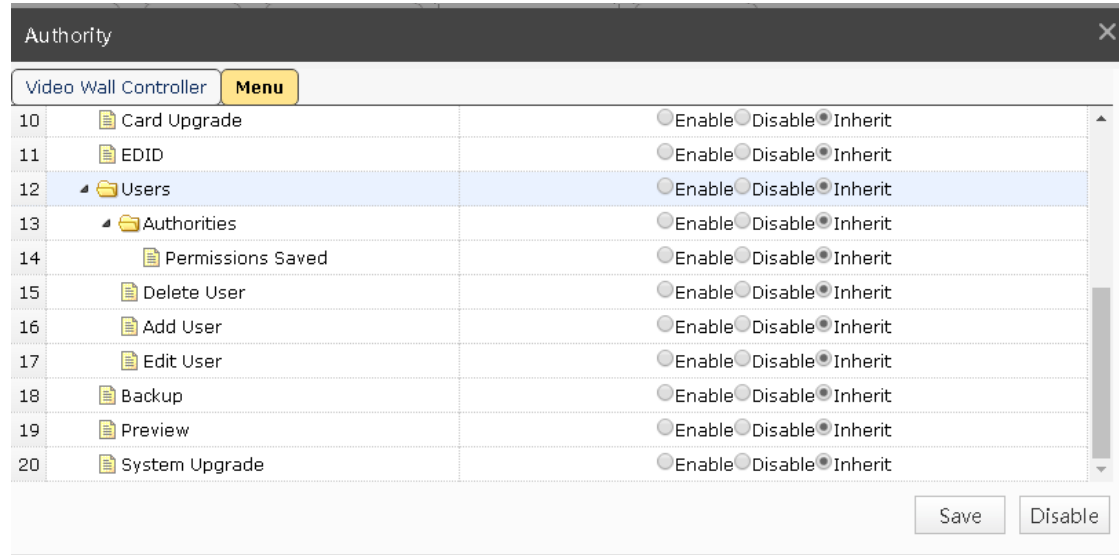 Authority
Video Wall Controller Menu
10 Card Upgrade Enable Disable Inherit
11 EDID Enable Disable Inherit
12 Users Enable Disable Inherit
13 Authorities Enable Disable Inherit
14 Permissions Saved Enable Disable Inherit
15 Delete User Enable Disable Inherit
16 Add User Enable Disable Inherit
17 Edit User Enable Disable Inherit
18 Backup Enable Disable Inherit
19 Preview Enable Disable Inherit
20 System Upgrade Enable Disable Inherit
Save Disable